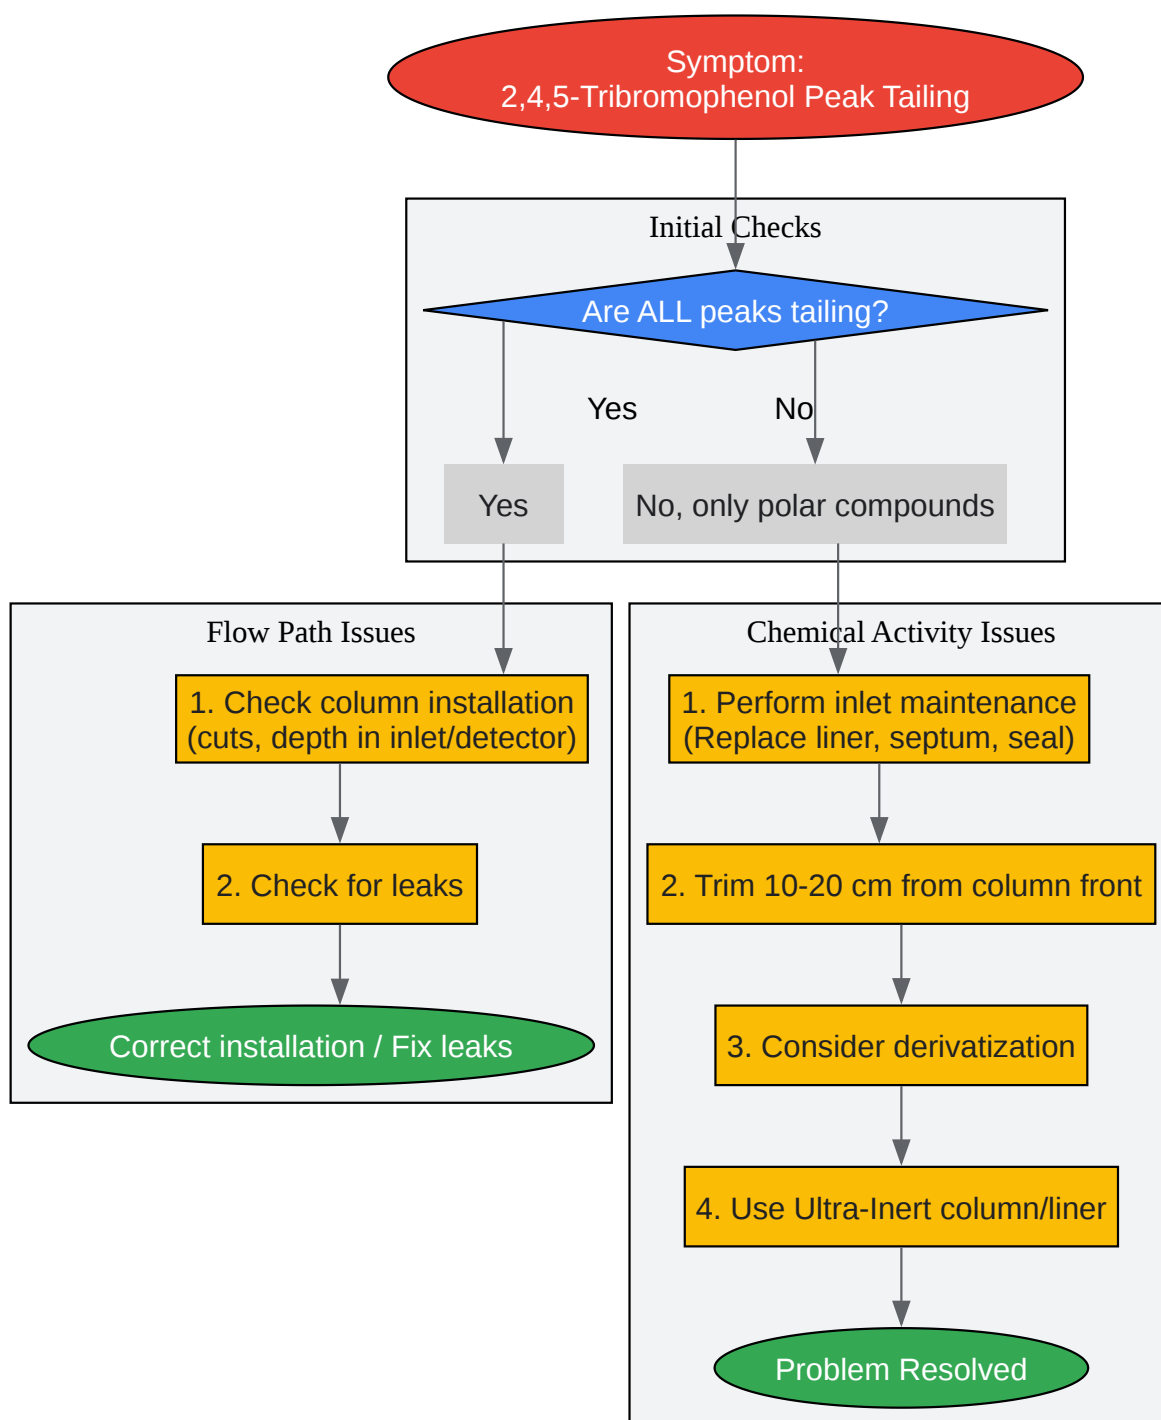 Symptom:
2,4,5-Tribromophenol Peak Tailing
Initial Checks
Are ALL peaks tailing?
Yes
No
Yes
No, only polar compounds
Flow Path Issues
1. Check column installation
(cuts, depth in inlet/detector)
2. Check for leaks
Correct installation / Fix leaks
Chemical Activity Issues
1. Perform inlet maintenance
(Replace liner, septum, seal)
2. Trim 10-20 cm from column front
3. Consider derivatization
4. Use Ultra-Inert column/liner
Problem Resolved